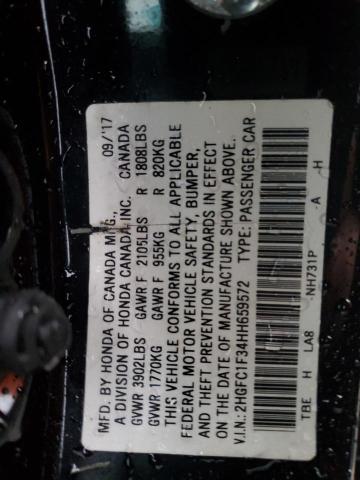 MFD. BY HONDA OF CANADA MFG., 09/'17
A DIVISION OF HONDA CANADA INC. CANADA
GVWR 3902LBS GAWR F 2105LBS R 1808LBS
GVWR 1770KG GAWR F 955KG R 820KG
THIS VEHICLE CONFORMS TO ALL APPLICABLE
FEDERAL MOTOR VEHICLE SAFETY, BUMPER,
AND THEFT PREVENTION STANDARDS IN EFFECT
ON THE DATE OF MANUFACTURE SHOWN ABOVE.
V.I.N.: 2HGFC1F34HH659572 TYPE: PASSENGER CAR
TBE H LA8 NH731P -A H